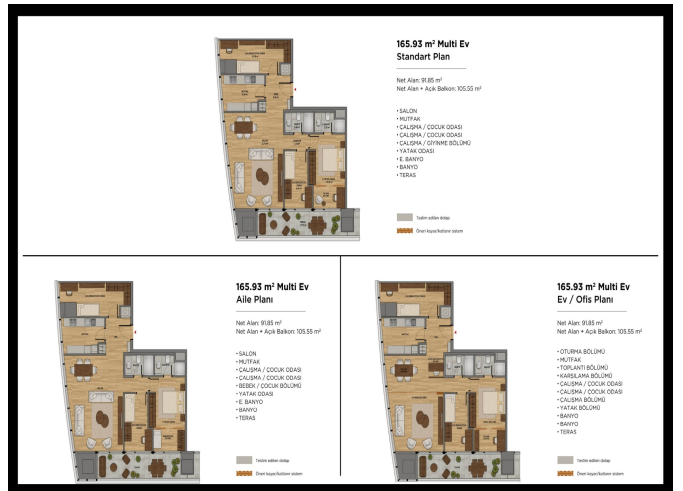 165.93 m² Multi Ev
Standart Plan
Net Alan: 91.85 m²
Net Alan + Açık Balkon: 105.55 m²
• SALON
• MUTFAK
• ÇALIŞMA / ÇOCUK ODASI
• ÇALIŞMA / ÇOCUK ODASI
• ÇALIŞMA / GİYİNME BÖLÜMÜ
• YATAK ODASI
• E. BANYO
• BANYO
• TERAS
Teslim edilen dolap
Öneri kayar/katlanır sistem
165.93 m² Multi Ev
Aile Planı
Net Alan: 91.85 m²
Net Alan + Açık Balkon: 105.55 m²
• SALON
• MUTFAK
• ÇALIŞMA / ÇOCUK ODASI
• ÇALIŞMA / ÇOCUK ODASI
• BEBEK / ÇOCUK BÖLÜMÜ
• YATAK ODASI
• E. BANYO
• BANYO
• TERAS
Teslim edilen dolap
Öneri kayar/katlanır sistem
165.93 m² Multi Ev
Ev / Ofis Planı
Net Alan: 91.85 m²
Net Alan + Açık Balkon: 105.55 m²
• OTURMA BÖLÜMÜ
• MUTFAK
• TOPLANTI BÖLÜMÜ
• KARŞILAMA BÖLÜMÜ
• ÇALIŞMA / ÇOCUK ODASI
• ÇALIŞMA / ÇOCUK ODASI
• ÇALIŞMA BÖLÜMÜ
• YATAK BÖLÜMÜ
• BANYO
• BANYO
• TERAS
Teslim edilen dolap
Öneri kayar/katlanır sistem